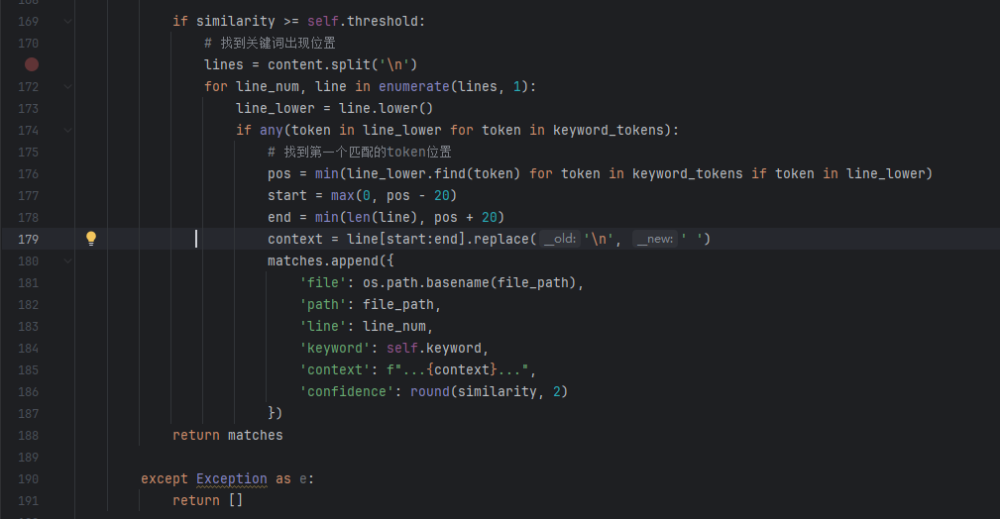 169 if similarity >= self.threshold:
170 # 找到关键词出现位置
lines = content.split('\n')
172 for line_num, line in enumerate(lines, 1):
173 line_lower = line.lower()
174 if any(token in line_lower for token in keyword_tokens):
175 # 找到第一个匹配的token位置
176 pos = min(line_lower.find(token) for token in keyword_tokens if token in line_lower)
177 start = max(0, pos - 20)
178 end = min(len(line), pos + 20)
179 context = line[start:end].replace(__old: '\n', __new: ' ')
180 matches.append({
181 'file': os.path.basename(file_path),
182 'path': file_path,
183 'line': line_num,
184 'keyword': self.keyword,
185 'context': f"...{context}...",
186 'confidence': round(similarity, 2)
187 })
188 return matches
189
190 except Exception as e:
191 return []